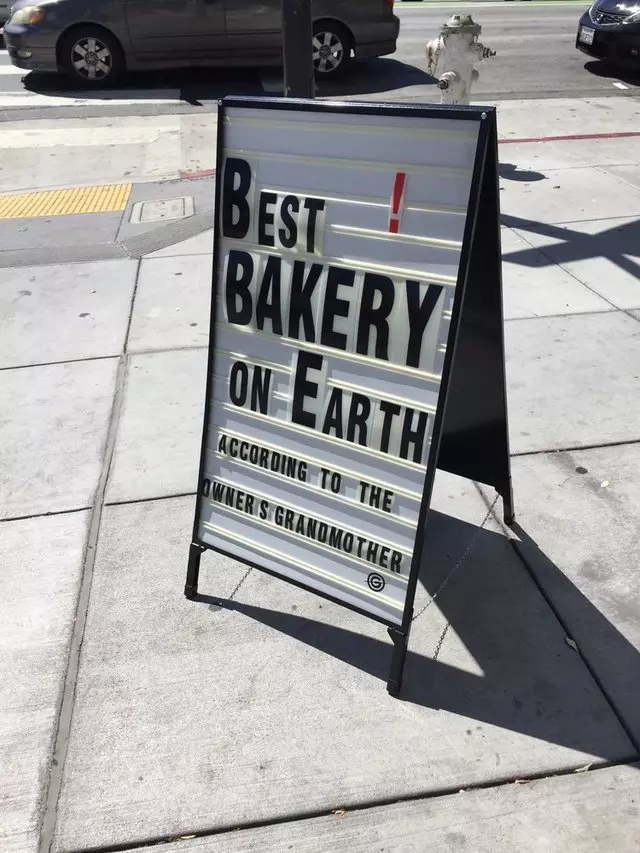 BEST !
BAKERY
ON EARTH
ACCORDING TO THE
OWNER S GRANDMOTHER
G